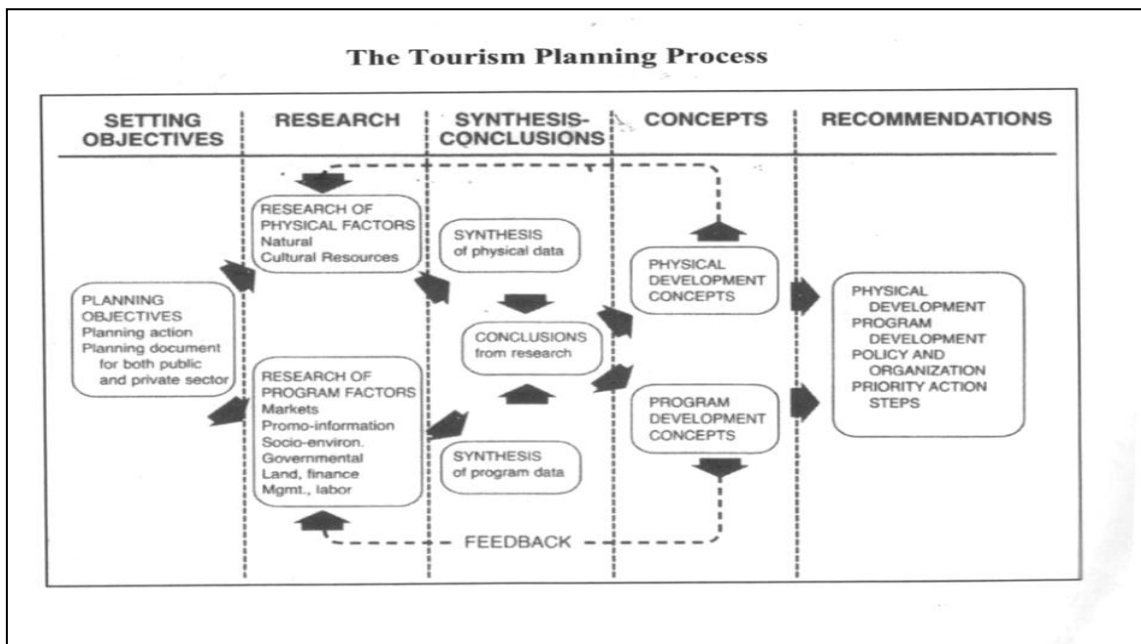 The Tourism Planning Process
SETTING
OBJECTIVES
RESEARCH
SYNTHESIS-
CONCLUSIONS
CONCEPTS
RECOMMENDATIONS
PLANNING
OBJECTIVES
Planning action
Planning document
for both public
and private sector
RESEARCH OF
PHYSICAL FACTORS
Natural
Cultural Resources
RESEARCH OF
PROGRAM FACTORS
Markets
Promo-information
Socio-environ.
Governmental
Land, finance
Mgmt., labor
SYNTHESIS
of physical data
CONCLUSIONS
from research
SYNTHESIS
of program data
PHYSICAL
DEVELOPMENT
CONCEPTS
PROGRAM
DEVELOPMENT
CONCEPTS
PHYSICAL
DEVELOPMENT
PROGRAM
DEVELOPMENT
POLICY AND
ORGANIZATION
PRIORITY ACTION
STEPS
FEEDBACK